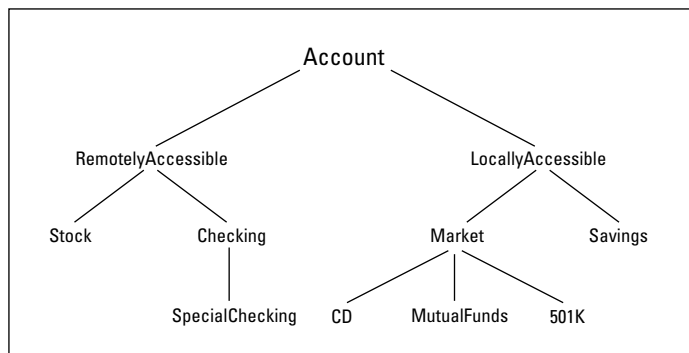 Account
RemotelyAccessible LocallyAccessible
Stock Checking Market Savings
SpecialChecking CD MutualFunds 501K